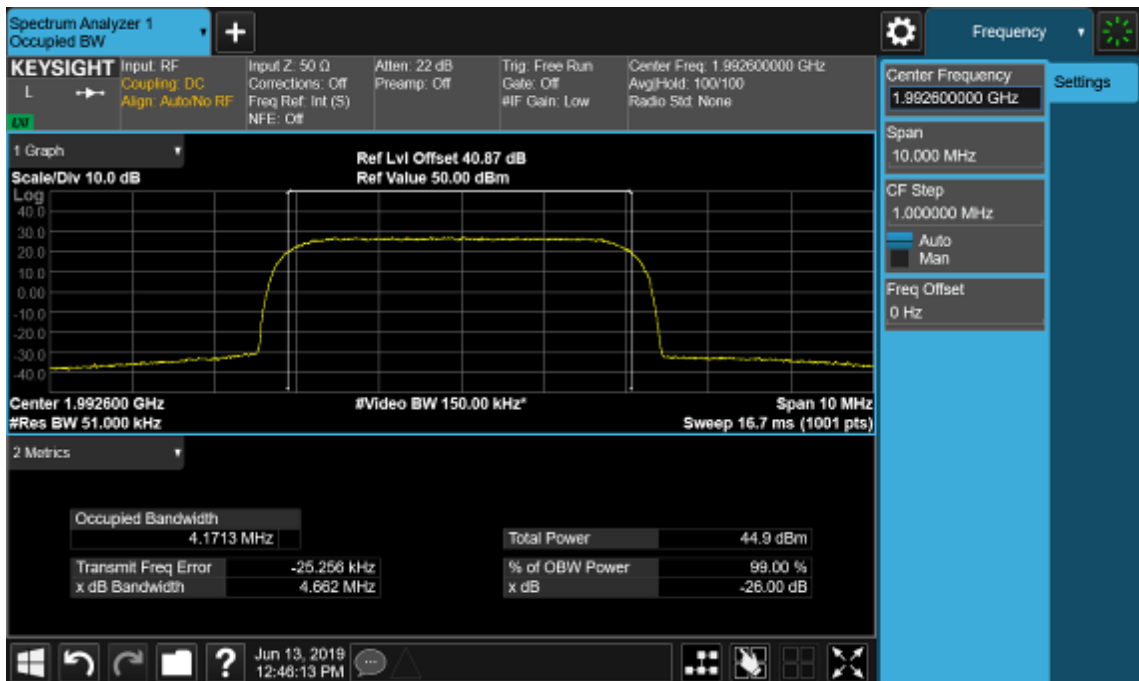 Spectrum Analyzer 1
Occupied BW
+
Frequency
KEYSIGHT
L
LXI
Input: RF
Coupling: DC
Align: Auto/No RF
Input Z: 50 Ω
Corrections: Off
Freq Ref: Int (S)
NFE: Off
Atten: 22 dB
Preamp: Off
Trig: Free Run
Gate: Off
#IF Gain: Low
Center Freq: 1.992600000 GHz
Avg|Hold: 100/100
Radio Std: None
Center Frequency
1.992600000 GHz
Settings
Span
10.000 MHz
CF Step
1.000000 MHz
Auto
Man
Freq Offset
0 Hz
1 Graph
Scale/Div 10.0 dB
Ref Lvl Offset 40.87 dB
Ref Value 50.00 dBm
Log
40.0
30.0
20.0
10.0
0.00
-10.0
-20.0
-30.0
-40.0
Center 1.992600 GHz
#Video BW 150.00 kHz*
Span 10 MHz
#Res BW 51.000 kHz
Sweep 16.7 ms (1001 pts)
2 Metrics
Occupied Bandwidth
4.1713 MHz
Total Power 44.9 dBm
Transmit Freq Error -25.256 kHz
% of OBW Power 99.00 %
x dB Bandwidth 4.662 MHz
x dB -26.00 dB
?
Jun 13, 2019
12:46:13 PM